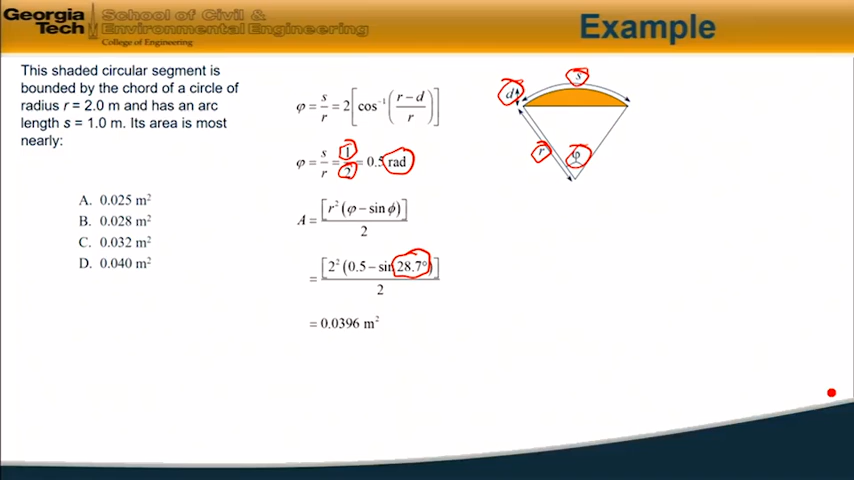 Georgia Tech
School of Civil &
Environmental Engineering
College of Engineering
Example
This shaded circular segment is
bounded by the chord of a circle of
radius r = 2.0 m and has an arc
length s = 1.0 m. Its area is most
nearly:
A. 0.025 m²
B. 0.028 m²
C. 0.032 m²
D. 0.040 m²
φ = s/r = 2[cos⁻¹((r−d)/r)]
φ = s/r = 1/2 = 0.5 rad
A = [r²(φ − sin ϕ)]/2
= [2²(0.5 − sin 28.7°)]/2
= 0.0396 m²
s
d
r
φ